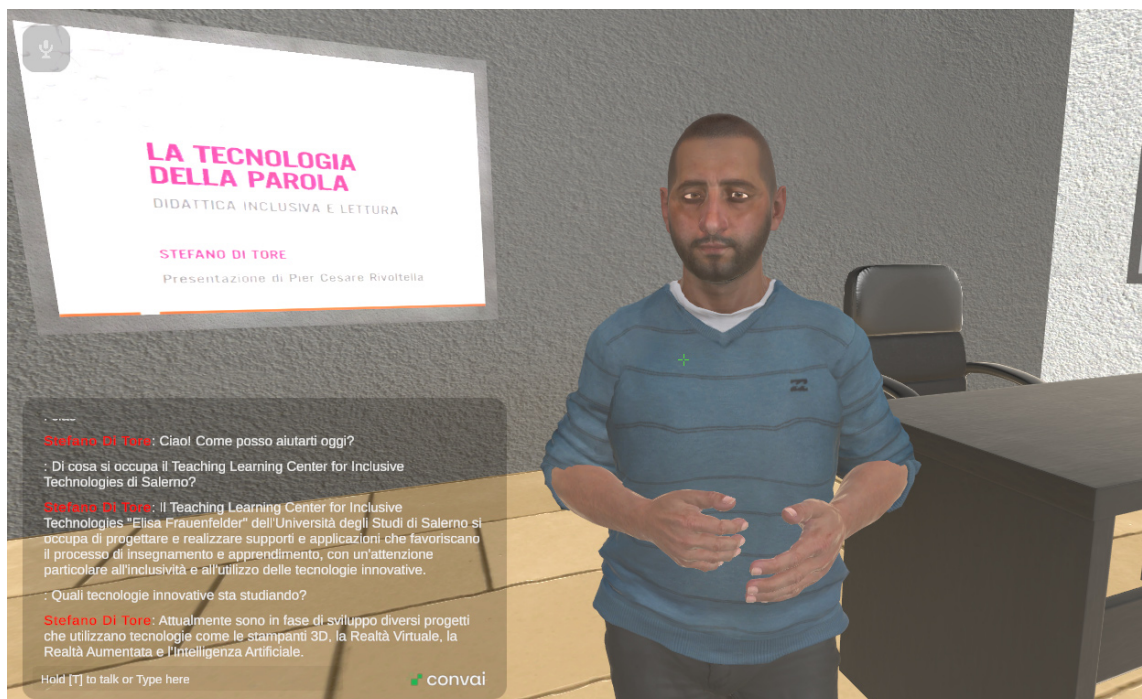 LA TECNOLOGIA
DELLA PAROLA
DIDATTICA INCLUSIVA E LETTURA
STEFANO DI TORE
Presentazione di Pier Cesare Rivoltella
Stefano Di Tore: Ciao! Come posso aiutarti oggi?
: Di cosa si occupa il Teaching Learning Center for Inclusive
Technologies di Salerno?
Stefano Di Tore: Il Teaching Learning Center for Inclusive
Technologies "Elisa Frauenfelder" dell'Università degli Studi di Salerno si
occupa di progettare e realizzare supporti e applicazioni che favoriscano
il processo di insegnamento e apprendimento, con un'attenzione
particolare all'inclusività e all'utilizzo delle tecnologie innovative.
: Quali tecnologie innovative sta studiando?
Stefano Di Tore: Attualmente sono in fase di sviluppo diversi progetti
che utilizzano tecnologie come le stampanti 3D, la Realtà Virtuale, la
Realtà Aumentata e l'Intelligenza Artificiale.
Hold [T] to talk or Type here
convai